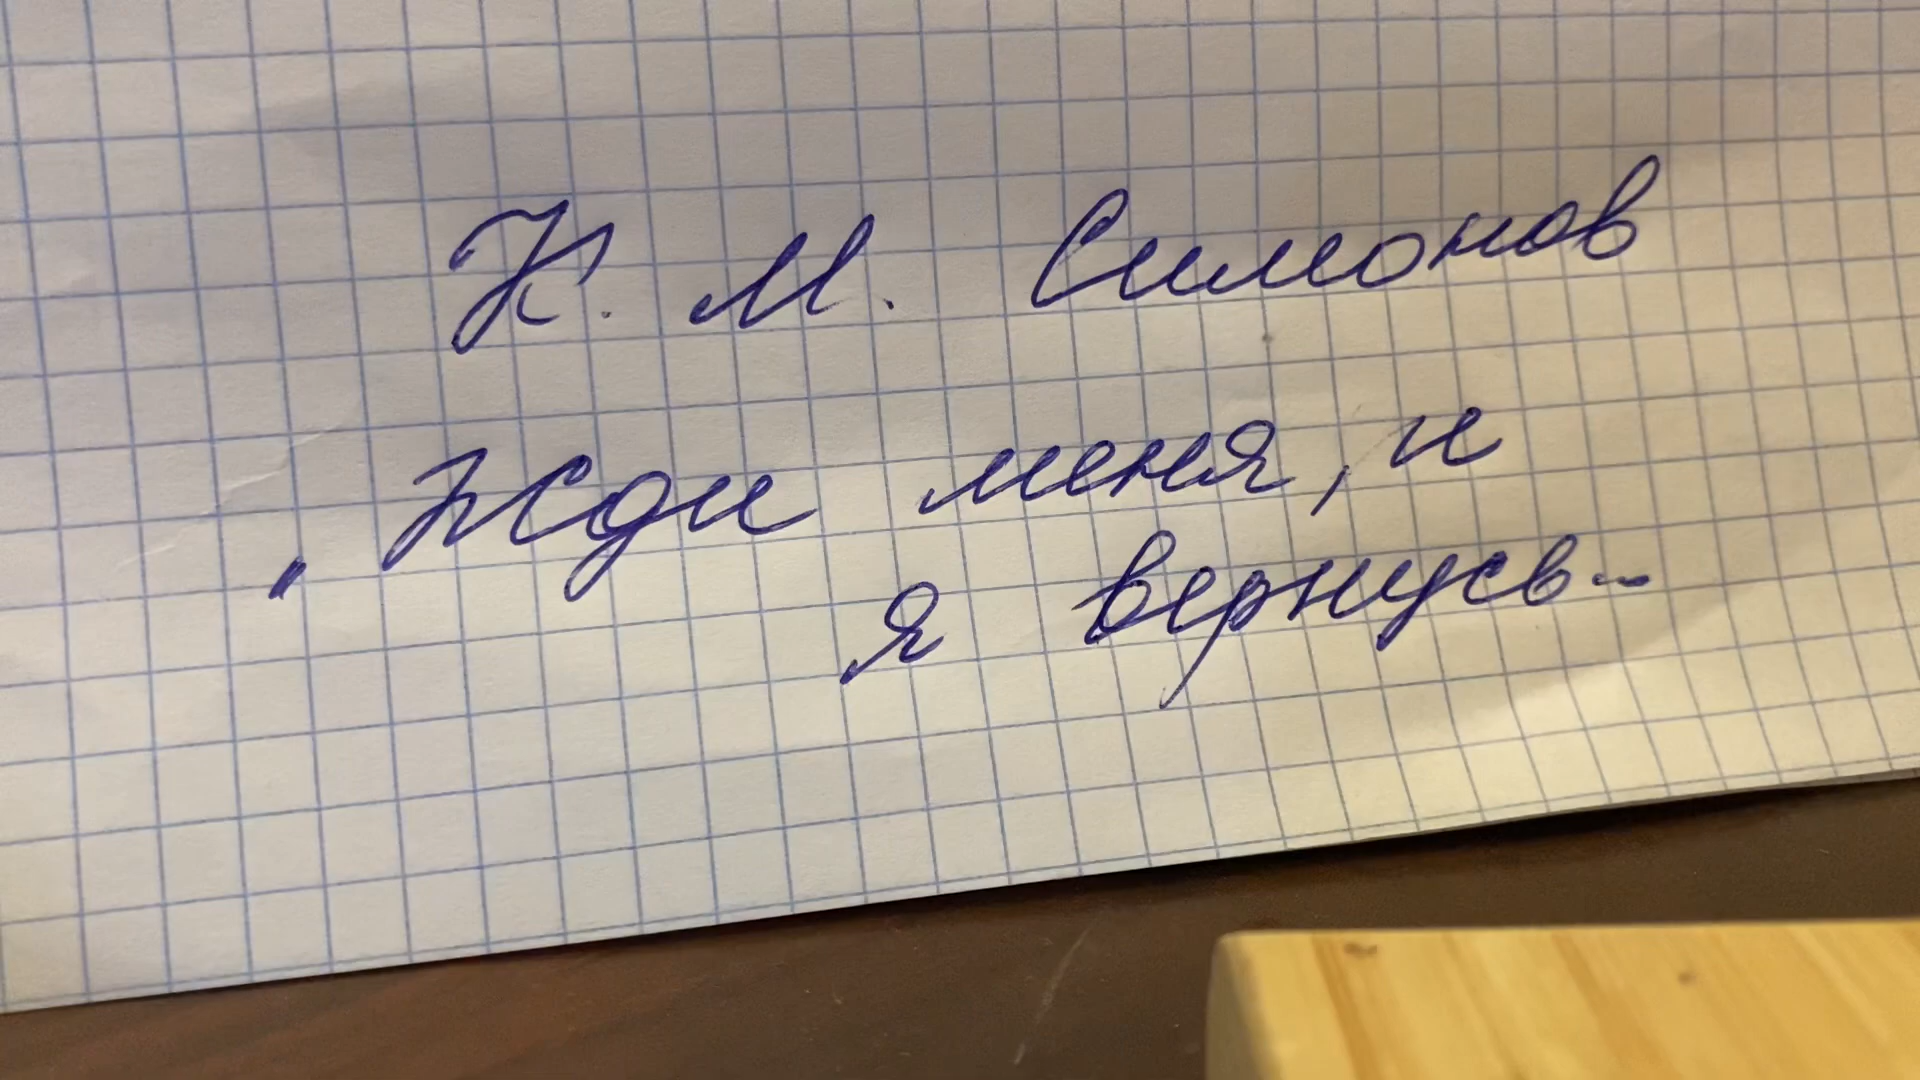 К. М. Симонов
„Жди меня, и
я вернусь...